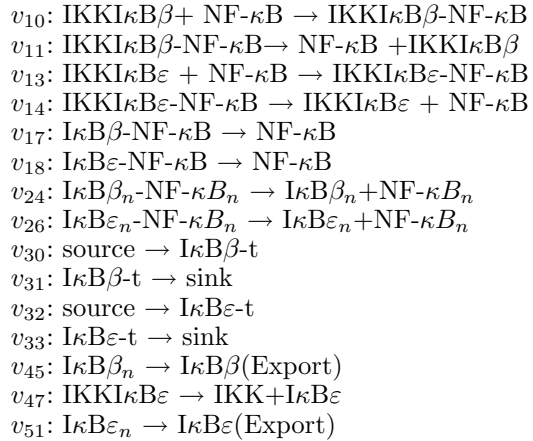 v₁₀: IKKIκBβ+ NF-κB → IKKIκBβ-NF-κB
v₁₁: IKKIκBβ-NF-κB→ NF-κB +IKKIκBβ
v₁₃: IKKIκBε + NF-κB → IKKIκBε-NF-κB
v₁₄: IKKIκBε-NF-κB → IKKIκBε + NF-κB
v₁₇: IκBβ-NF-κB → NF-κB
v₁₈: IκBε-NF-κB → NF-κB
v₂₄: IκBβₙ-NF-κBₙ → IκBβₙ+NF-κBₙ
v₂₆: IκBεₙ-NF-κBₙ → IκBεₙ+NF-κBₙ
v₃₀: source → IκBβ-t
v₃₁: IκBβ-t → sink
v₃₂: source → IκBε-t
v₃₃: IκBε-t → sink
v₄₅: IκBβₙ → IκBβ(Export)
v₄₇: IKKIκBε → IKK+IκBε
v₅₁: IκBεₙ → IκBε(Export)